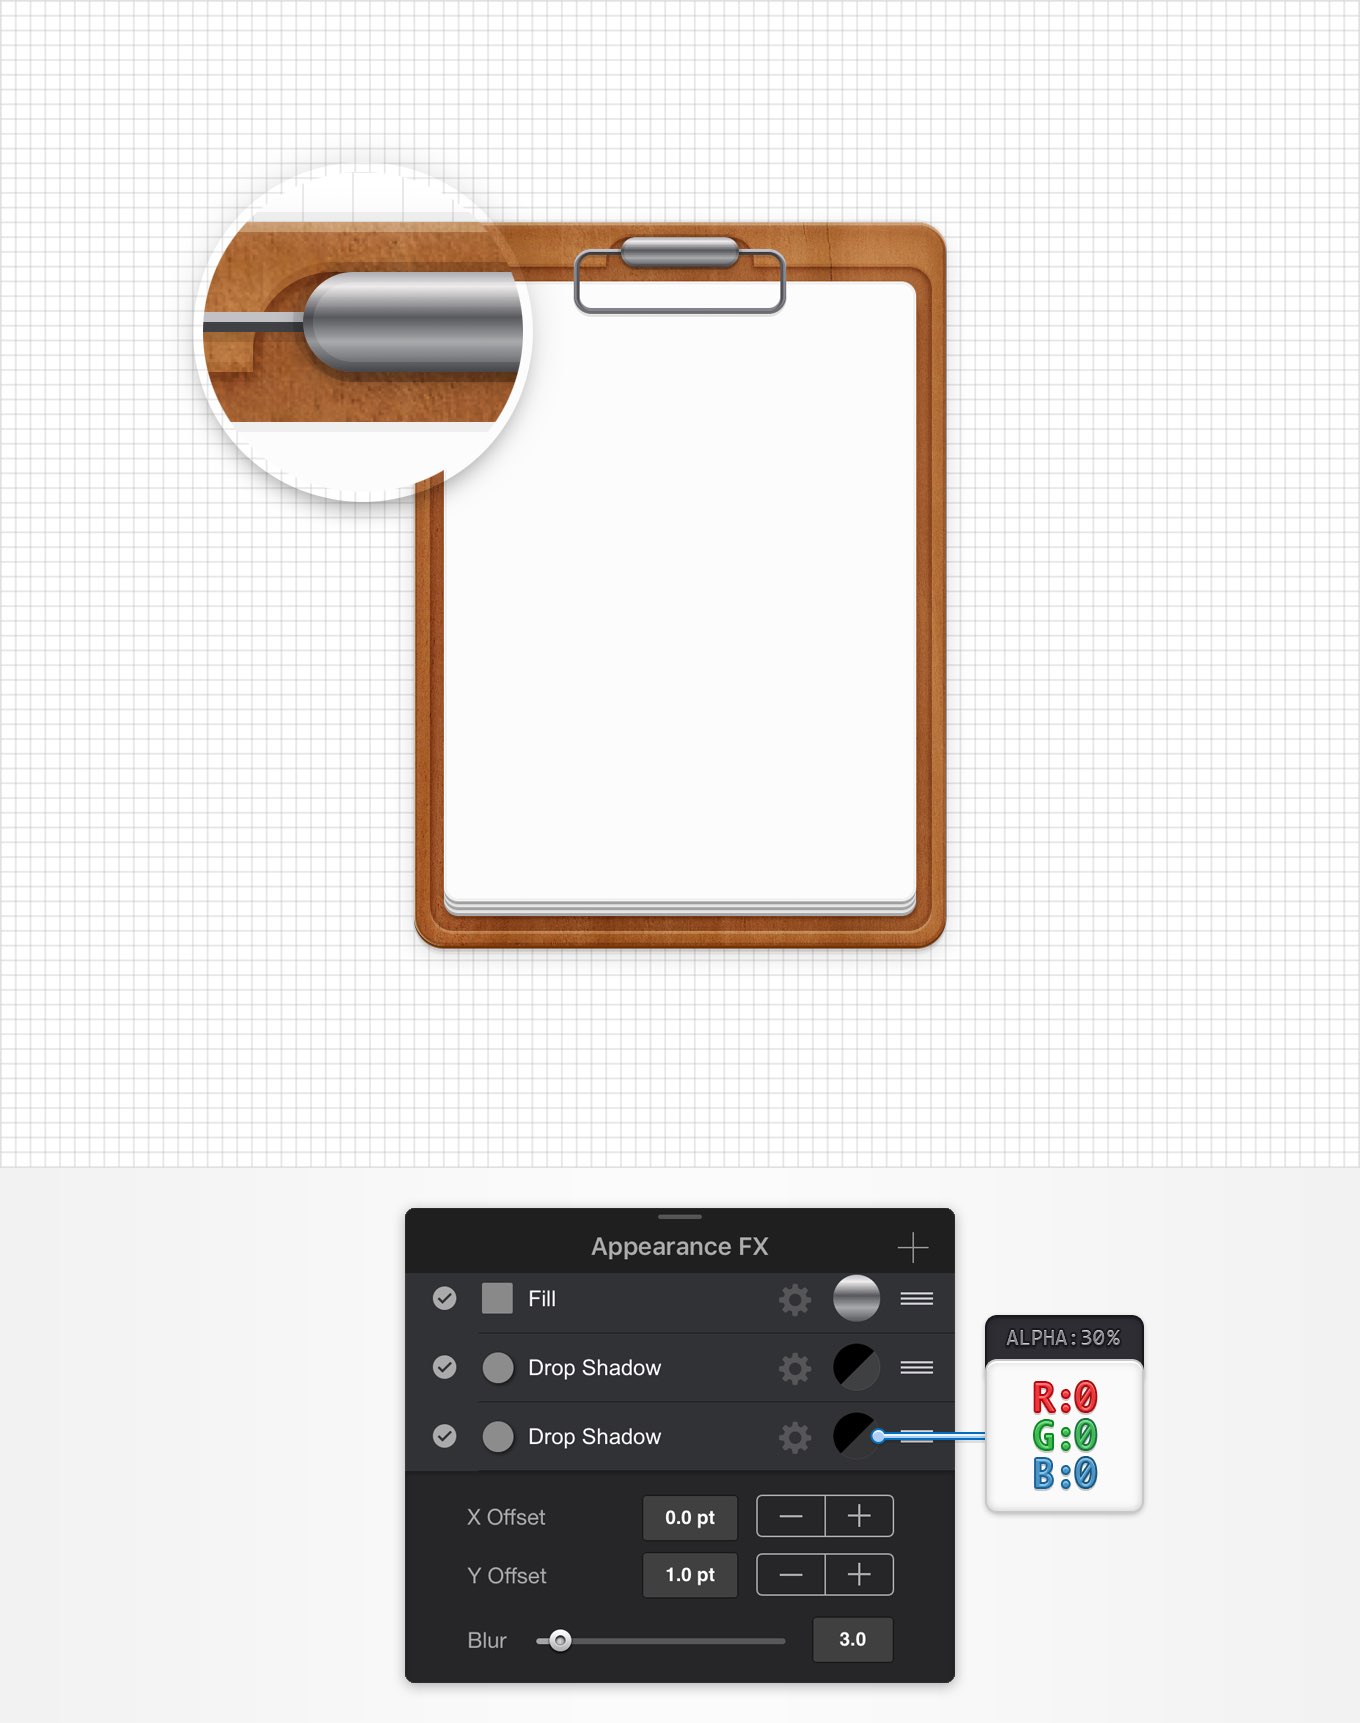 Appearance FX
Fill
Drop Shadow
Drop Shadow
ALPHA:30%
R:0
G:0
B:0
X Offset 0.0 pt
Y Offset 1.0 pt
Blur 3.0